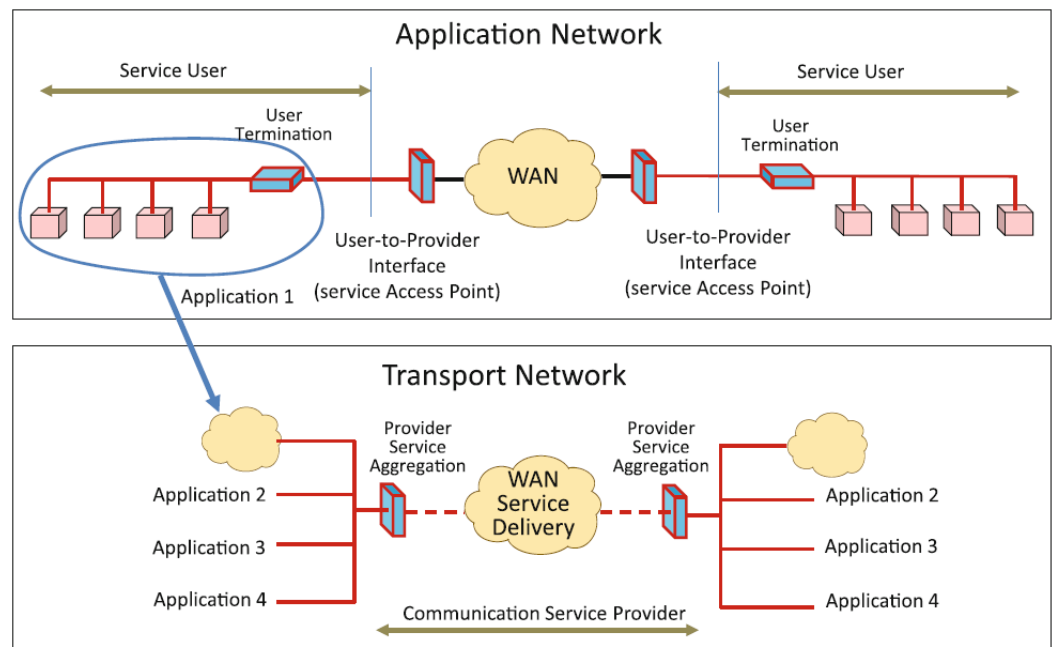 Application Network
Service User
Service User
User
Termination
User
Termination
WAN
User-to-Provider
Interface
(service Access Point)
User-to-Provider
Interface
(service Access Point)
Application 1
Transport Network
Provider
Service
Aggregation
Provider
Service
Aggregation
WAN
Service
Delivery
Application 2
Application 3
Application 4
Application 2
Application 3
Application 4
Communication Service Provider